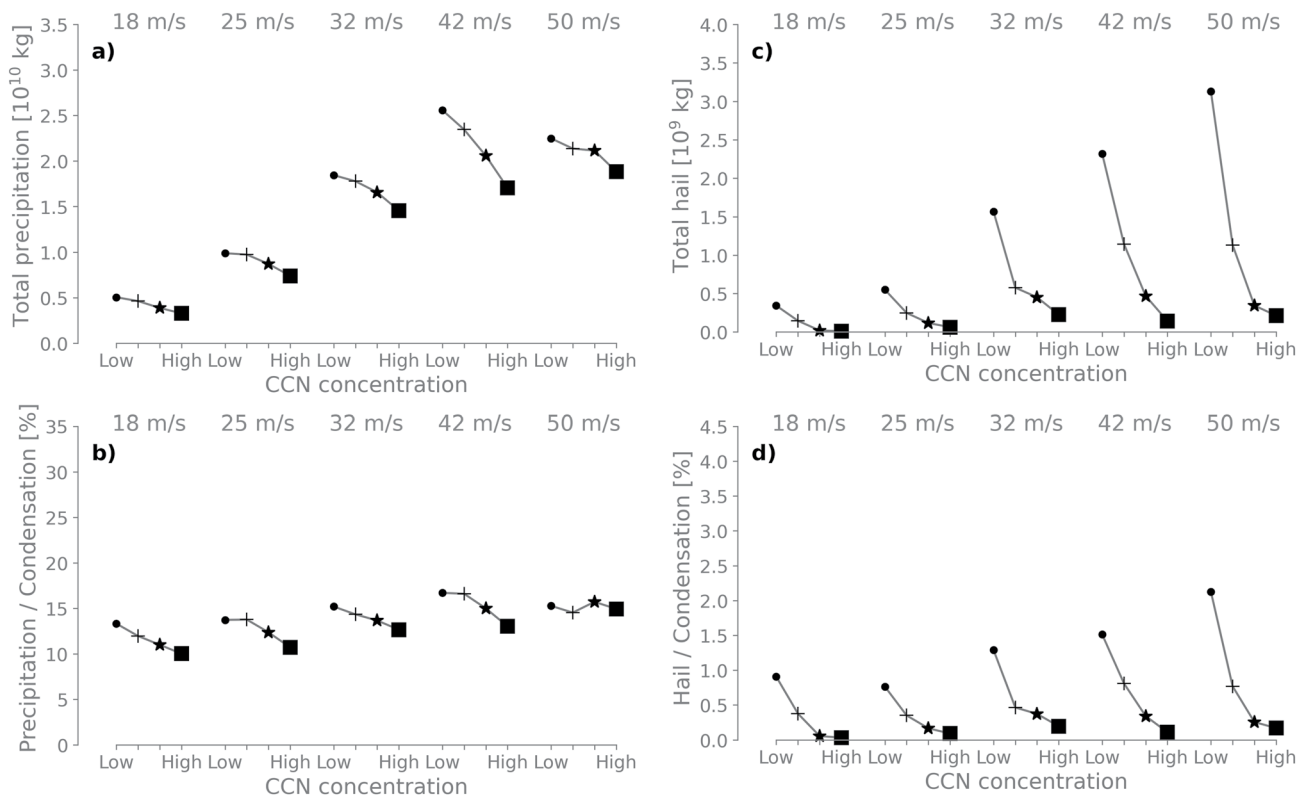 18 m/s 25 m/s 32 m/s 42 m/s 50 m/s
a)
Total precipitation [10¹⁰ kg]
3.5
3.0
2.5
2.0
1.5
1.0
0.5
0.0
Low High Low High Low High Low High Low High
CCN concentration
18 m/s 25 m/s 32 m/s 42 m/s 50 m/s
c)
Total hail [10⁹ kg]
4.0
3.5
3.0
2.5
2.0
1.5
1.0
0.5
0.0
Low High Low High Low High Low High Low High
CCN concentration
18 m/s 25 m/s 32 m/s 42 m/s 50 m/s
b)
Precipitation / Condensation [%]
35
30
25
20
15
10
5
0
Low High Low High Low High Low High Low High
CCN concentration
18 m/s 25 m/s 32 m/s 42 m/s 50 m/s
d)
Hail / Condensation [%]
4.5
4.0
3.5
3.0
2.5
2.0
1.5
1.0
0.5
0.0
Low High Low High Low High Low High Low High
CCN concentration